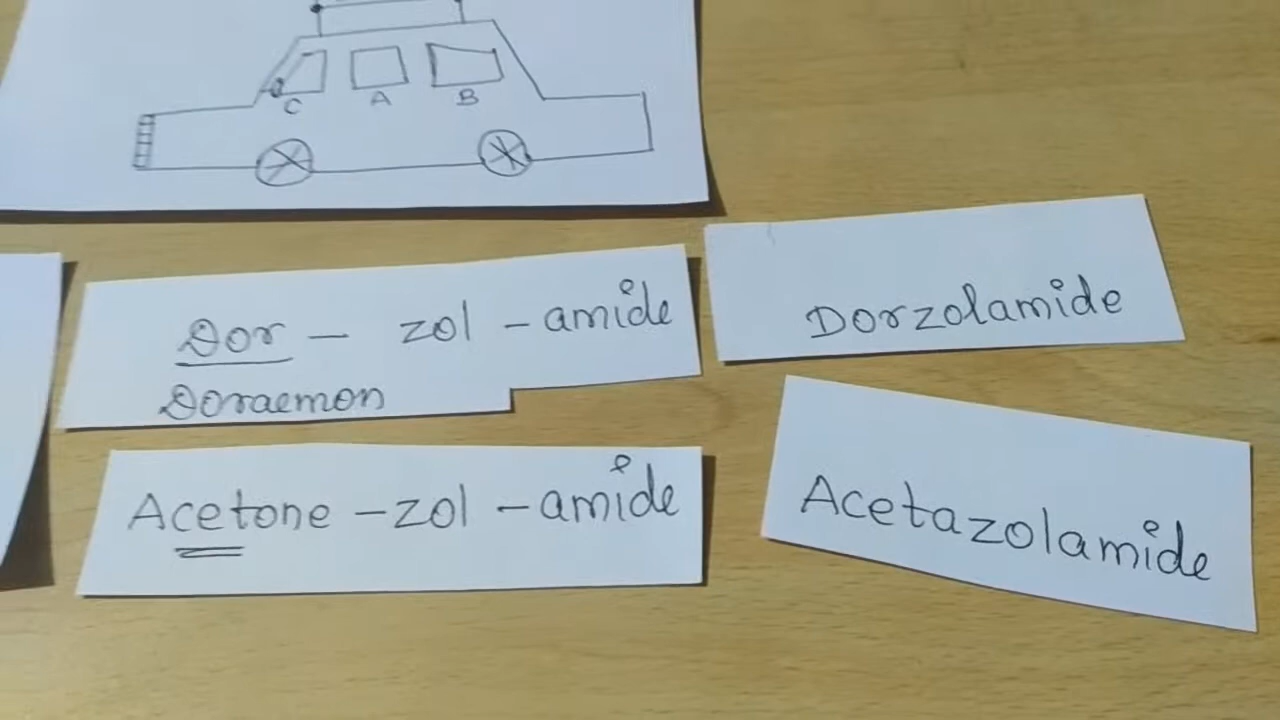 C A B
Dor - zol - amide
Doraemon
Dorzolamide
Acetone - zol - amide
Acetazolamide